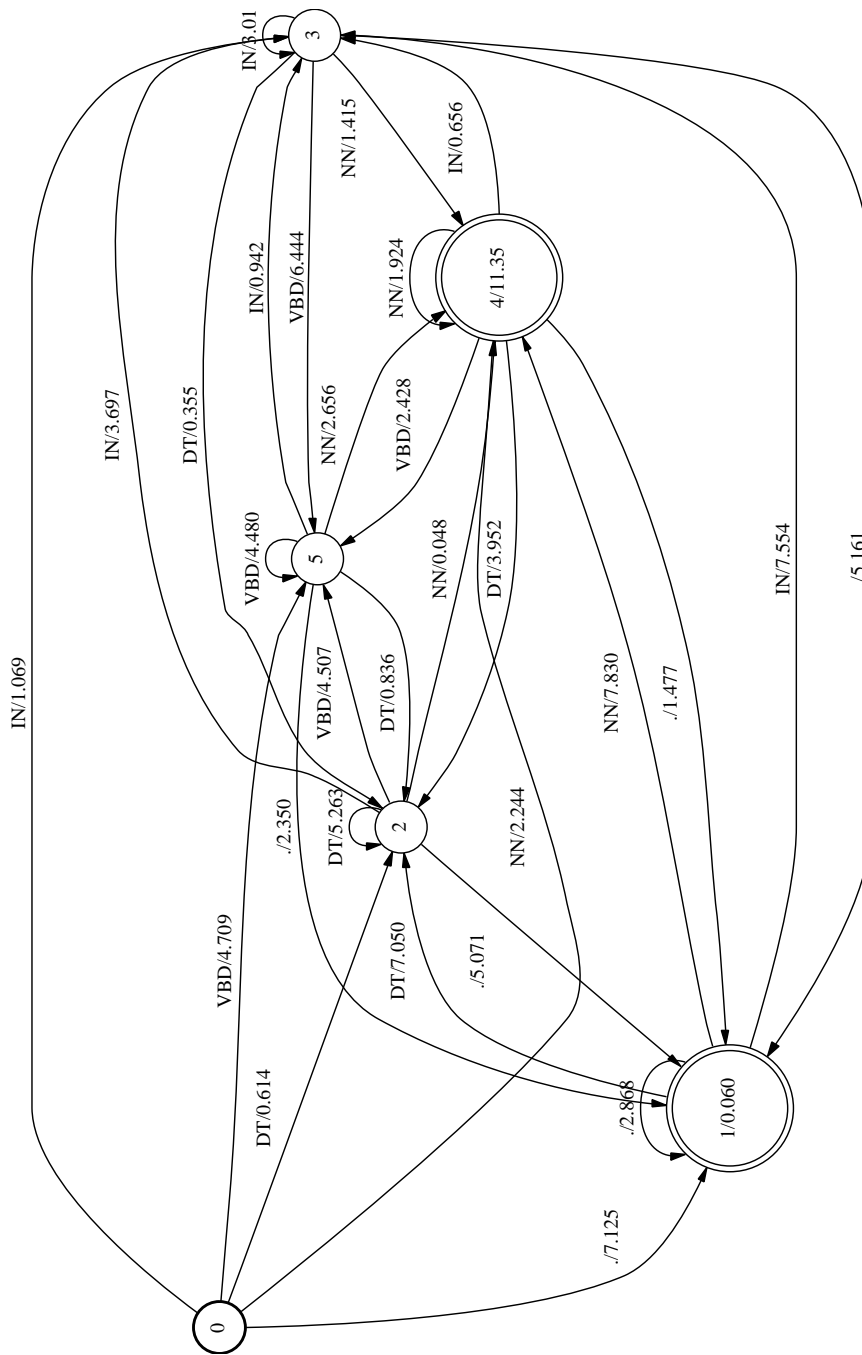 IN/1.069
IN/3.697
DT/0.355
IN/3.01
3
IN/0.942
VBD/6.444
NN/1.415
IN/0.656
NN/1.924
4/11.35
NN/2.656
VBD/2.428
VBD/4.480
5
NN/0.048
DT/3.952
VBD/4.507
DT/0.836
./2.350
DT/5.263
2
NN/2.244
NN/7.830
./1.477
IN/7.554
./5.161
VBD/4.709
DT/7.050
./5.071
DT/0.614
./2.868
1/0.060
./7.125
0